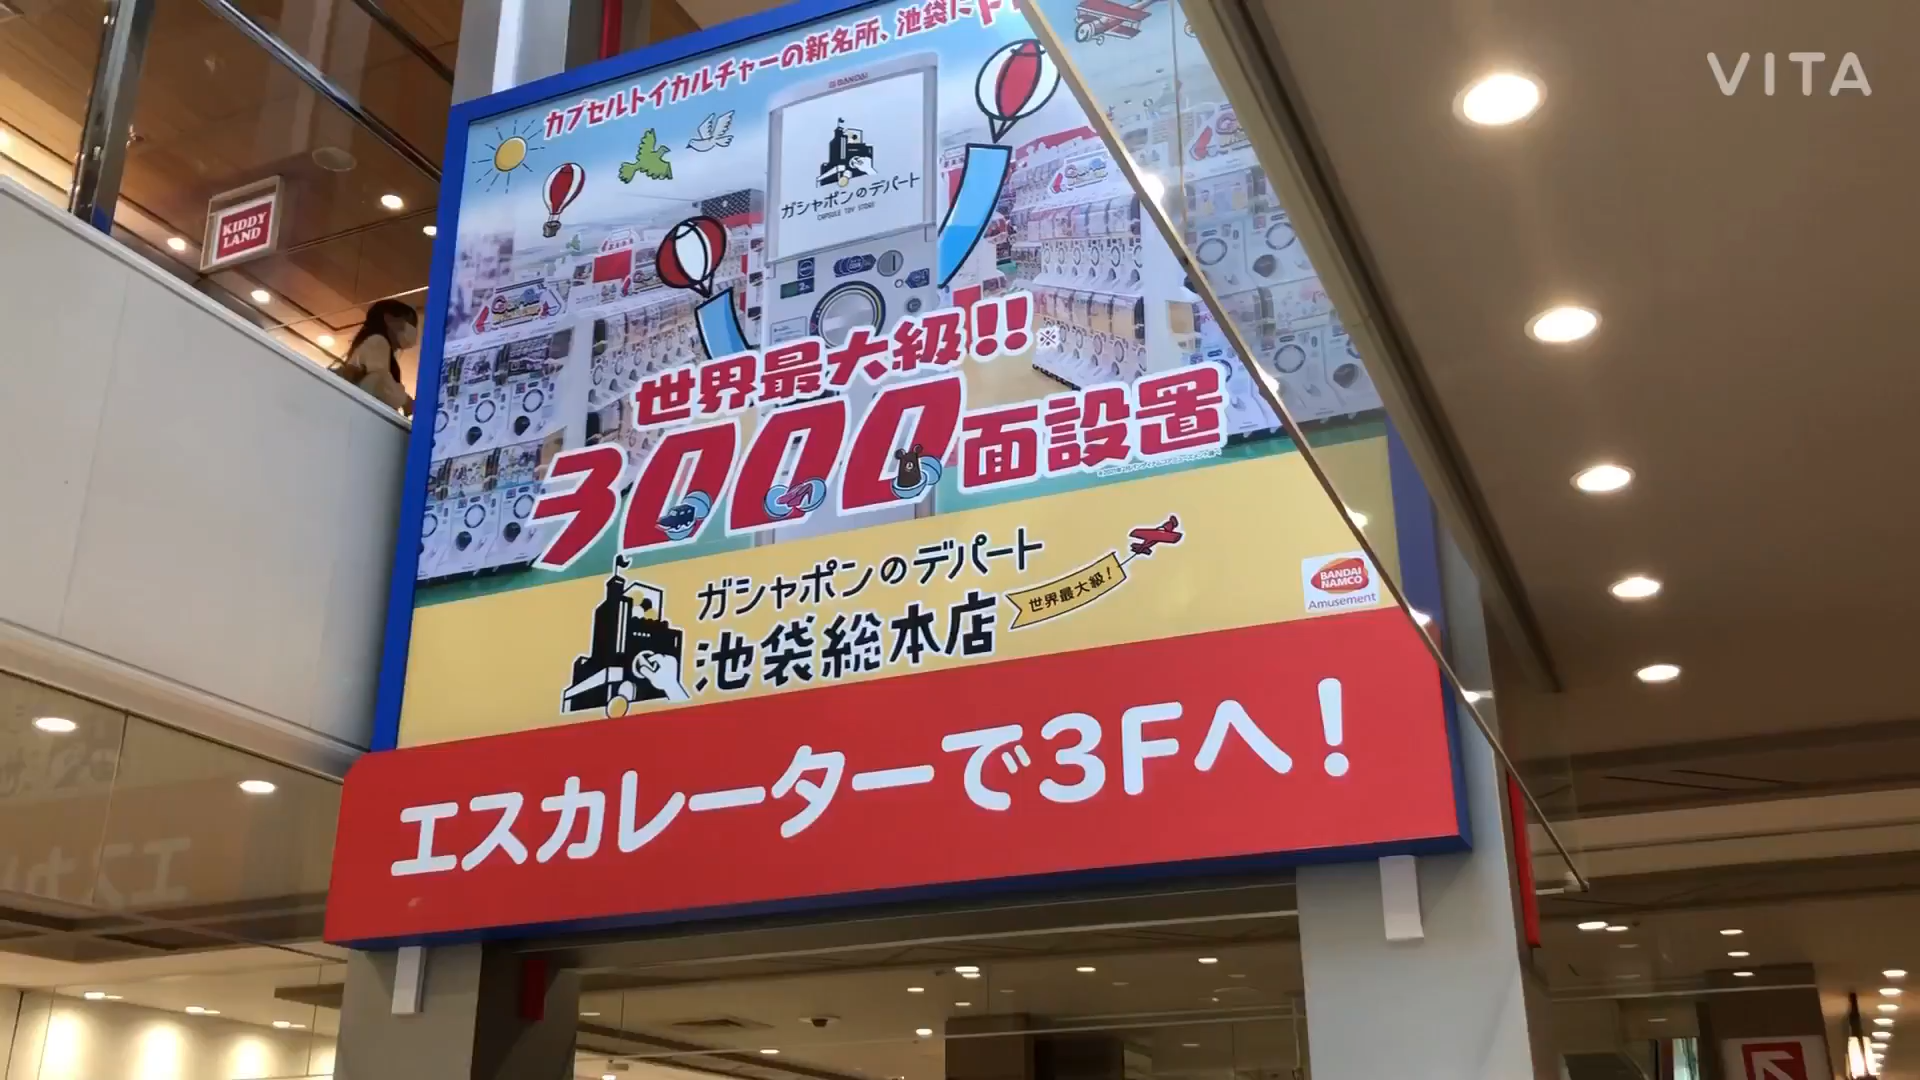 VITA
カプセルトイカルチャーの新名所、池袋に
BANDAI
ガシャポンのデパート
CAPSULE TOY STORE
KIDDY
LAND
世界最大級!!※
3000面設置
ガシャポンのデパート
池袋総本店
世界最大級!
BANDAI
NAMCO
Amusement
エスカレーターで3Fへ!